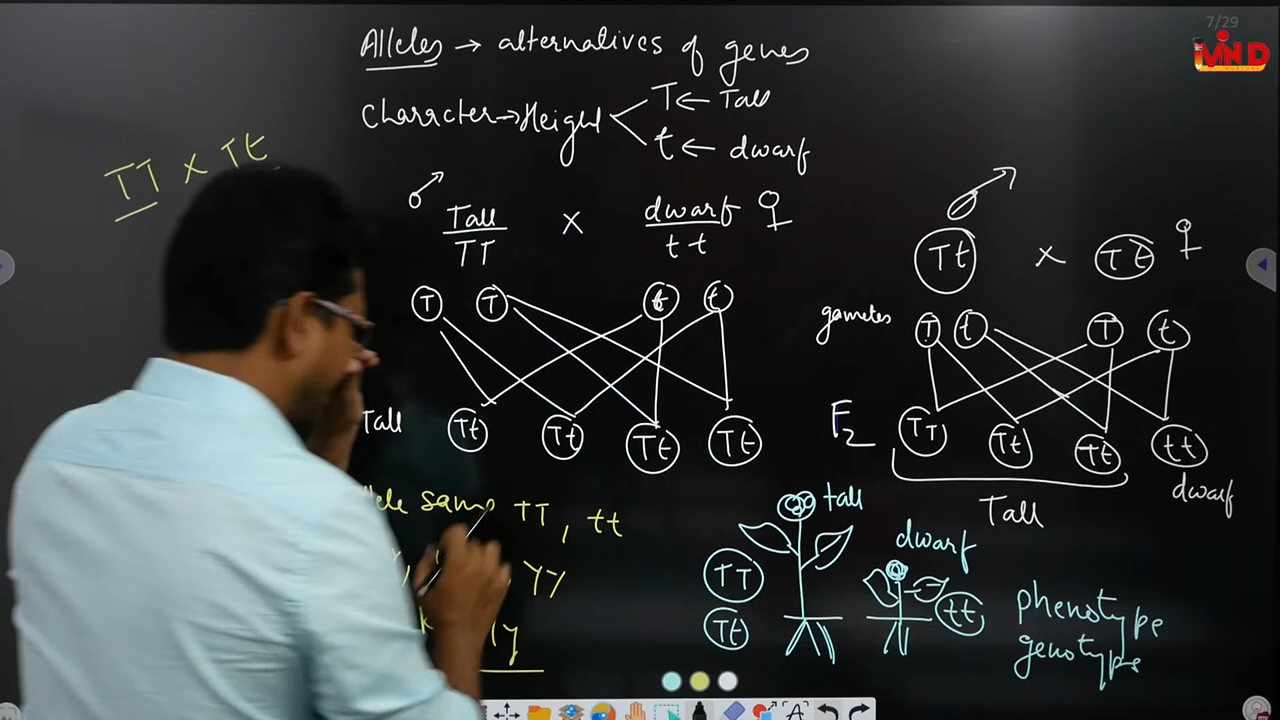 7/29
MIND
Alleles → alternatives of genes
Character → Height
T ← Tall
t ← dwarf
TT × Tt
Tall × dwarf
TT tt
T T t t
Tall Tt Tt Tt Tt
Tt × Tt
gametes T t T t
F2 TT Tt Tt tt
Tall dwarf
same TT, tt
YY
y
tall
dwarf
TT
Tt
tt
phenotype
genotype